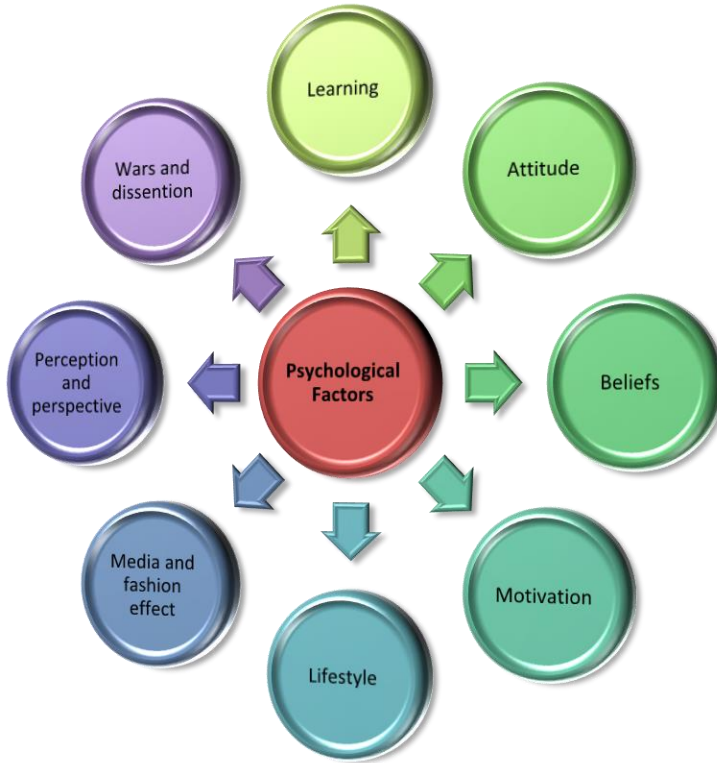 Learning
Attitude
Beliefs
Motivation
Lifestyle
Media and
fashion
effect
Perception
and
perspective
Wars and
dissention
Psychological
Factors